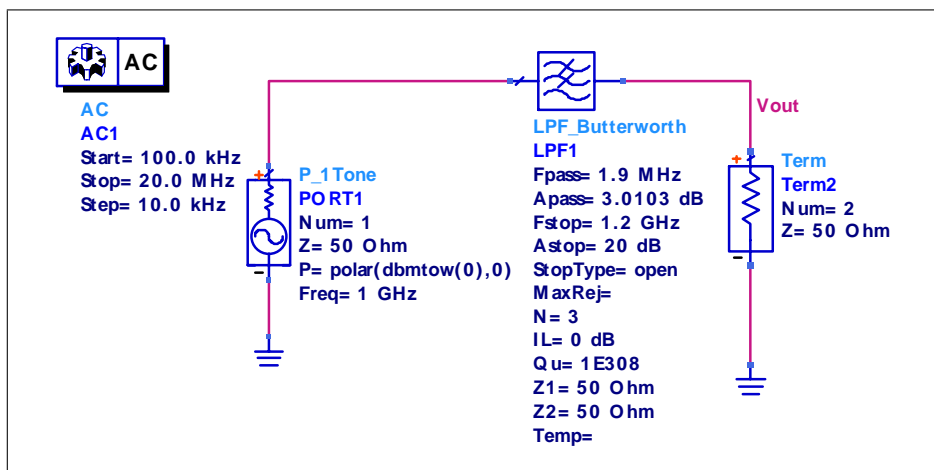 AC
AC
AC1
Start= 100.0 kHz
Stop= 20.0 MHz
Step= 10.0 kHz
+
P_1Tone
PORT1
Num= 1
Z= 50 Ohm
P= polar(dbmtow(0),0)
Freq= 1 GHz
-
LPF_Butterworth
LPF1
Fpass= 1.9 MHz
Apass= 3.0103 dB
Fstop= 1.2 GHz
Astop= 20 dB
StopType= open
MaxRej=
N= 3
IL= 0 dB
Qu= 1E308
Z1= 50 Ohm
Z2= 50 Ohm
Temp=
Vout
+
Term
Term2
Num= 2
Z= 50 Ohm
-